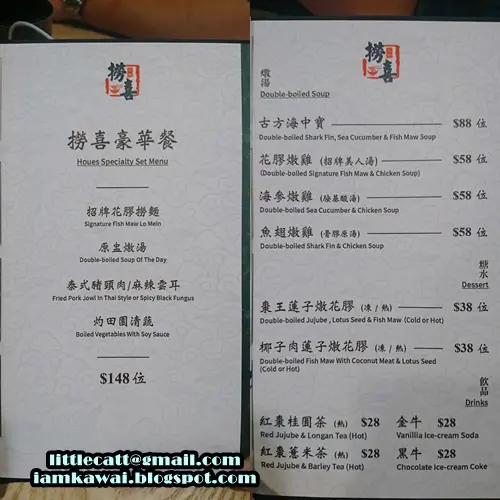 撈喜
撈喜豪華餐
Houes Specialty Set Menu
招牌花膠撈麵
Signature Fish Maw Lo Mein
原盅燉湯
Double-boiled Soup Of The Day
泰式豬頸肉/麻辣雲耳
Fried Pork Jowl In Thai Style or Spicy Black Fungus
灼田園清蔬
Boiled Vegetables With Soy Sauce
$148 位
撈喜
燉湯
Double-boiled Soup
古方海中寶 $88 位
Double-boiled Shark Fin, Sea Cucumber & Fish Maw Soup
花膠燉雞 (招牌美人湯) $58 位
(Double-boiled Signature Fish Maw & Chicken Soup)
海參燉雞 (胺基酸湯) $58 位
Double-boiled Sea Cucumber & Chicken Soup
魚翅燉雞 (膏膠原湯) $58 位
Double-boiled Shark Fin & Chicken Soup
糖水
Dessert
棗王蓮子燉花膠 (凍 / 熱) $38 位
Double-boiled Jujube , Lotus Seed & Fish Maw (Cold or Hot)
椰子肉蓮子燉花膠 (凍 / 熱) $38 位
Double-boiled Fish Maw With Coconut Meat & Lotus Seed
(Cold or Hot)
飲品
Drinks
紅棗桂圓茶 (熱) $28 金牛 $28
Red Jujube & Longan Tea (Hot) Vanillia Ice-cream Soda
紅棗薏米茶 (熱) $28 黑牛 $28
Red Jujube & Barley Tea (Hot) Chocolate Ice-cream Coke
littlecatt@gmail.com
iamkawai.blogspot.com